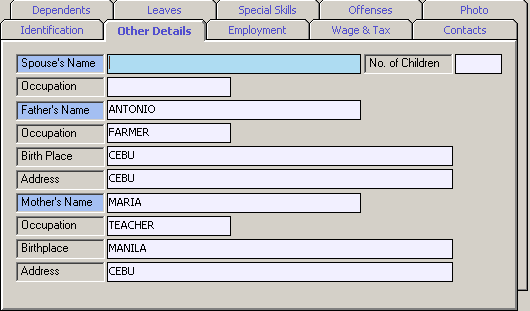 Dependents Leaves Special Skills Offenses Photo
Identification Other Details Employment Wage & Tax Contacts
Spouse's Name No. of Children
Occupation
Father's Name ANTONIO
Occupation FARMER
Birth Place CEBU
Address CEBU
Mother's Name MARIA
Occupation TEACHER
Birthplace MANILA
Address CEBU